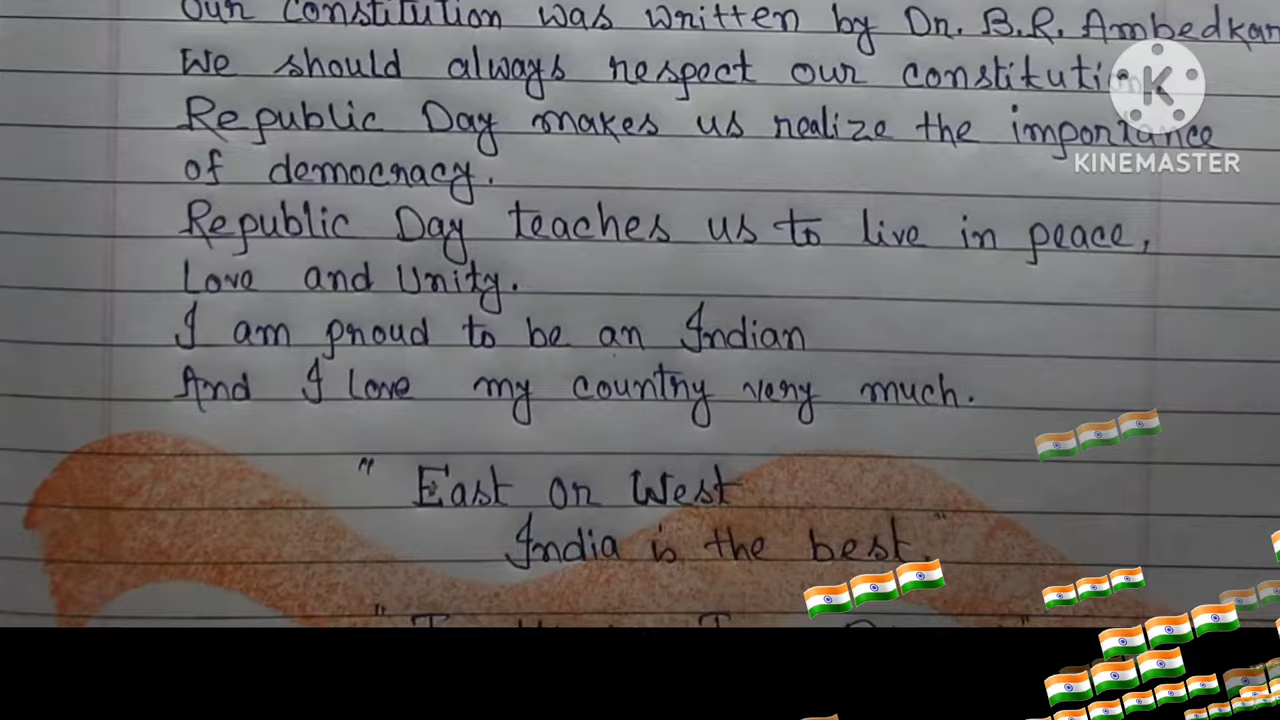 Our Constitution was written by Dr. B.R. Ambedkar
We should always respect our constitution
Republic Day makes us realize the importance
of democracy.
Republic Day teaches us to live in peace,
Love and Unity.
I am proud to be an Indian
And I love my country very much.
" East or West
India is the best. "
K
KINEMASTER